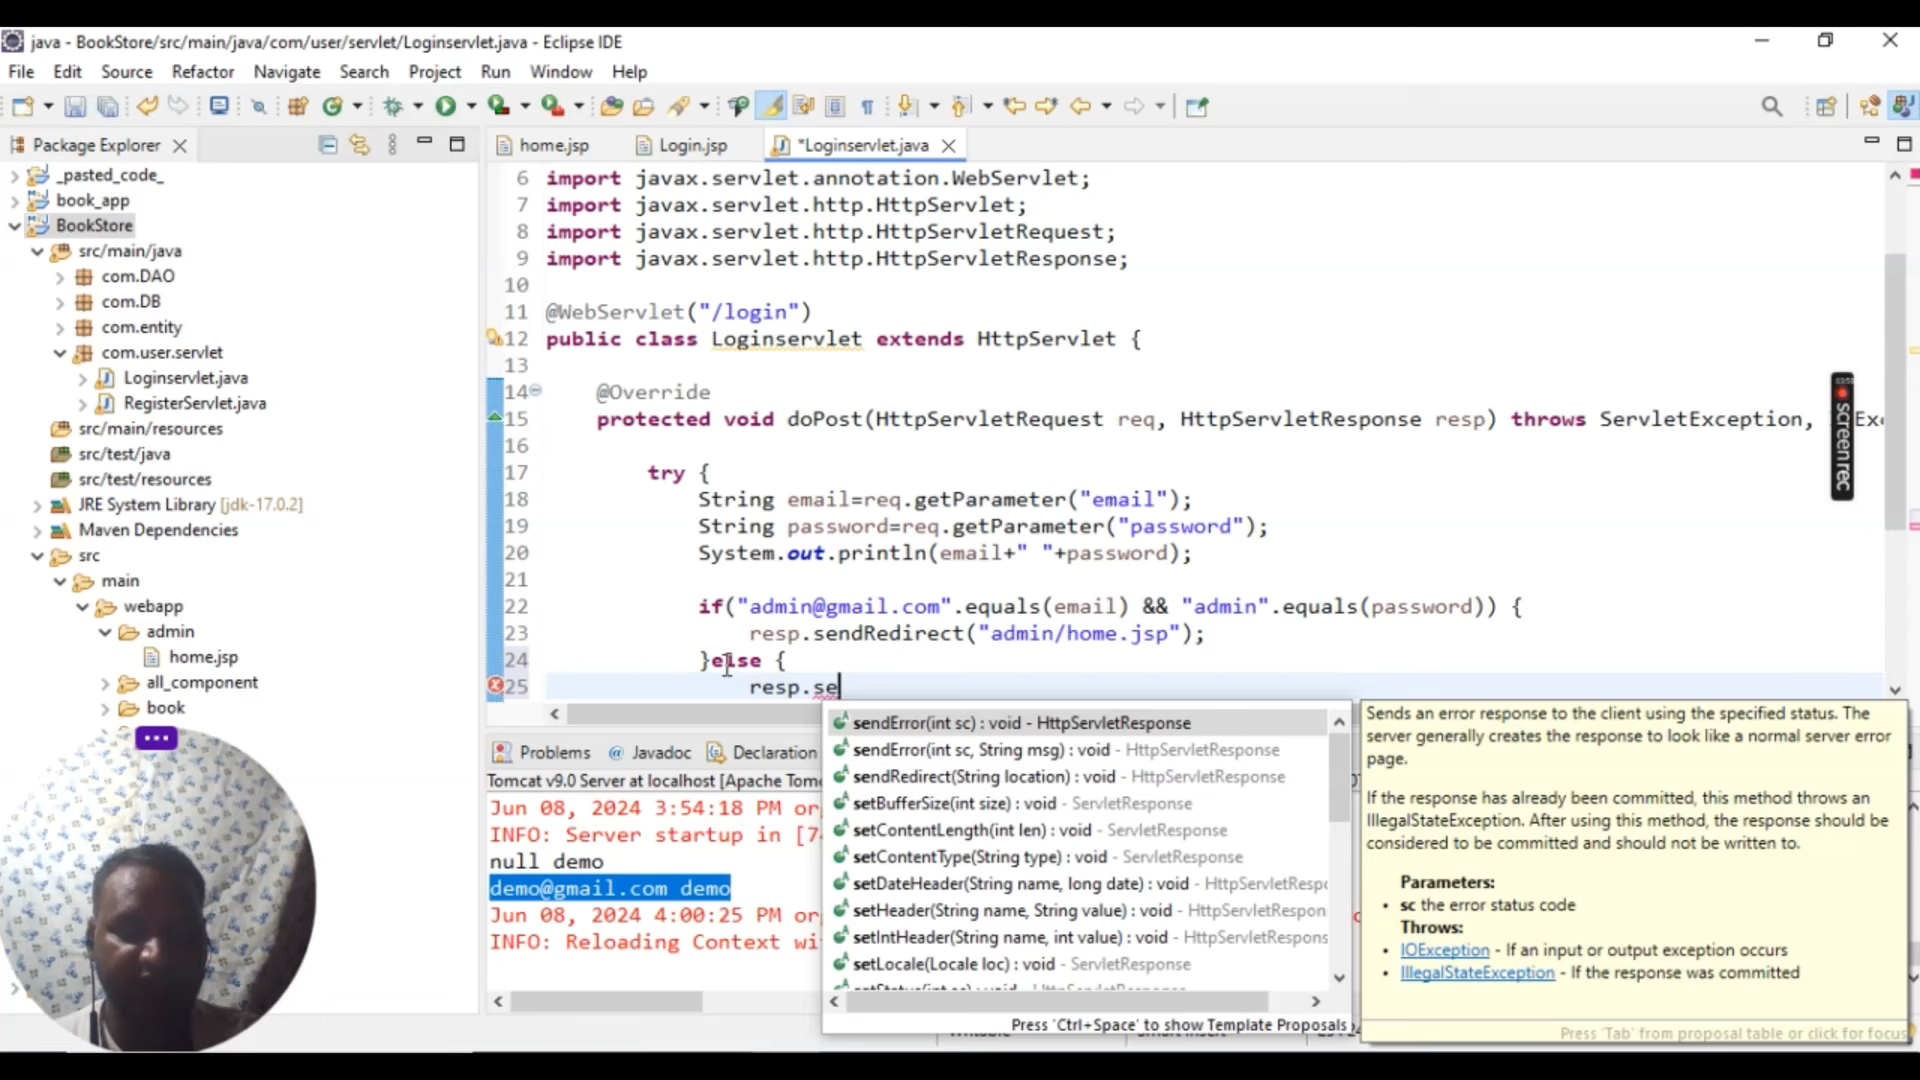 java - BookStore/src/main/java/com/user/servlet/Loginservlet.java - Eclipse IDE
File Edit Source Refactor Navigate Search Project Run Window Help
Package Explorer
_pasted_code_
book_app
BookStore
src/main/java
com.DAO
com.DB
com.entity
com.user.servlet
Loginservlet.java
RegisterServlet.java
src/main/resources
src/test/java
src/test/resources
JRE System Library [jdk-17.0.2]
Maven Dependencies
src
main
webapp
admin
home.jsp
all_component
book
home.jsp Login.jsp *Loginservlet.java
6 import javax.servlet.annotation.WebServlet;
7 import javax.servlet.http.HttpServlet;
8 import javax.servlet.http.HttpServletRequest;
9 import javax.servlet.http.HttpServletResponse;
10
11 @WebServlet("/login")
12 public class Loginservlet extends HttpServlet {
13
14 @Override
15 protected void doPost(HttpServletRequest req, HttpServletResponse resp) throws ServletException,
16
17 try {
18 String email=req.getParameter("email");
19 String password=req.getParameter("password");
20 System.out.println(email+" "+password);
21
22 if("admin@gmail.com".equals(email) && "admin".equals(password)) {
23 resp.sendRedirect("admin/home.jsp");
24 }else {
25 resp.se
screenrec
sendError(int sc) : void - HttpServletResponse
sendError(int sc, String msg) : void - HttpServletResponse
sendRedirect(String location) : void - HttpServletResponse
setBufferSize(int size) : void - ServletResponse
setContentLength(int len) : void - ServletResponse
setContentType(String type) : void - ServletResponse
setDateHeader(String name, long date) : void - HttpServletRespo
setHeader(String name, String value) : void - HttpServletRespon
setIntHeader(String name, int value) : void - HttpServletRespons
setLocale(Locale loc) : void - ServletResponse
Press 'Ctrl+Space' to show Template Proposals
Sends an error response to the client using the specified status. The
server generally creates the response to look like a normal server error
page.
If the response has already been committed, this method throws an
IllegalStateException. After using this method, the response should be
considered to be committed and should not be written to.
Parameters:
• sc the error status code
Throws:
• IOException - If an input or output exception occurs
• IllegalStateException - If the response was committed
Press 'Tab' from proposal table or click for focus
Problems @ Javadoc Declaration
Tomcat v9.0 Server at localhost [Apache Tomc
Jun 08, 2024 3:54:18 PM or
INFO: Server startup in [7
null demo
demo@gmail.com demo
Jun 08, 2024 4:00:25 PM or
INFO: Reloading Context wi